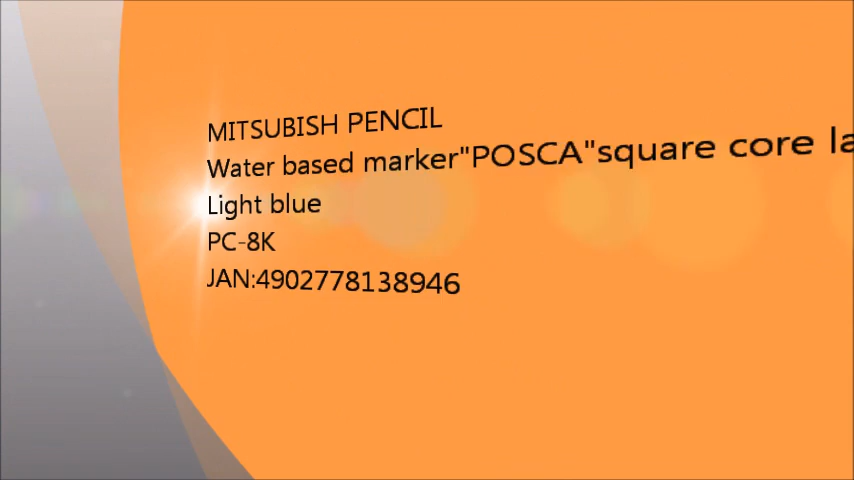 MITSUBISH PENCIL
Water based marker"POSCA"square core la
Light blue
PC-8K
JAN:4902778138946